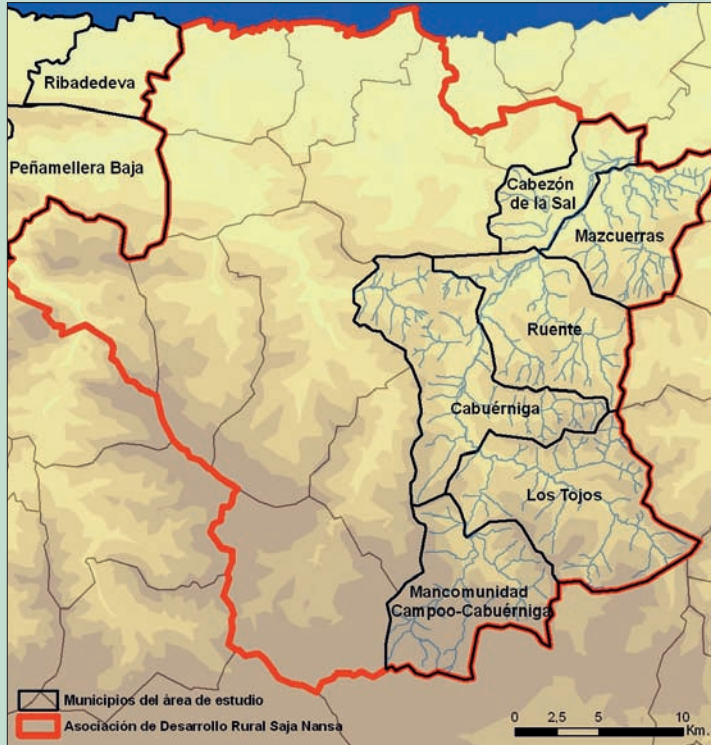 Ribadedeva
Peñamellera Baja
Cabezón
de la Sal
Mazcuerras
Ruente
Cabuérniga
Los Tojos
Mancomunidad
Campoo-Cabuérniga
Municipios del área de estudio
Asociación de Desarrollo Rural Saja Nansa
0 2,5 5 10
Km.